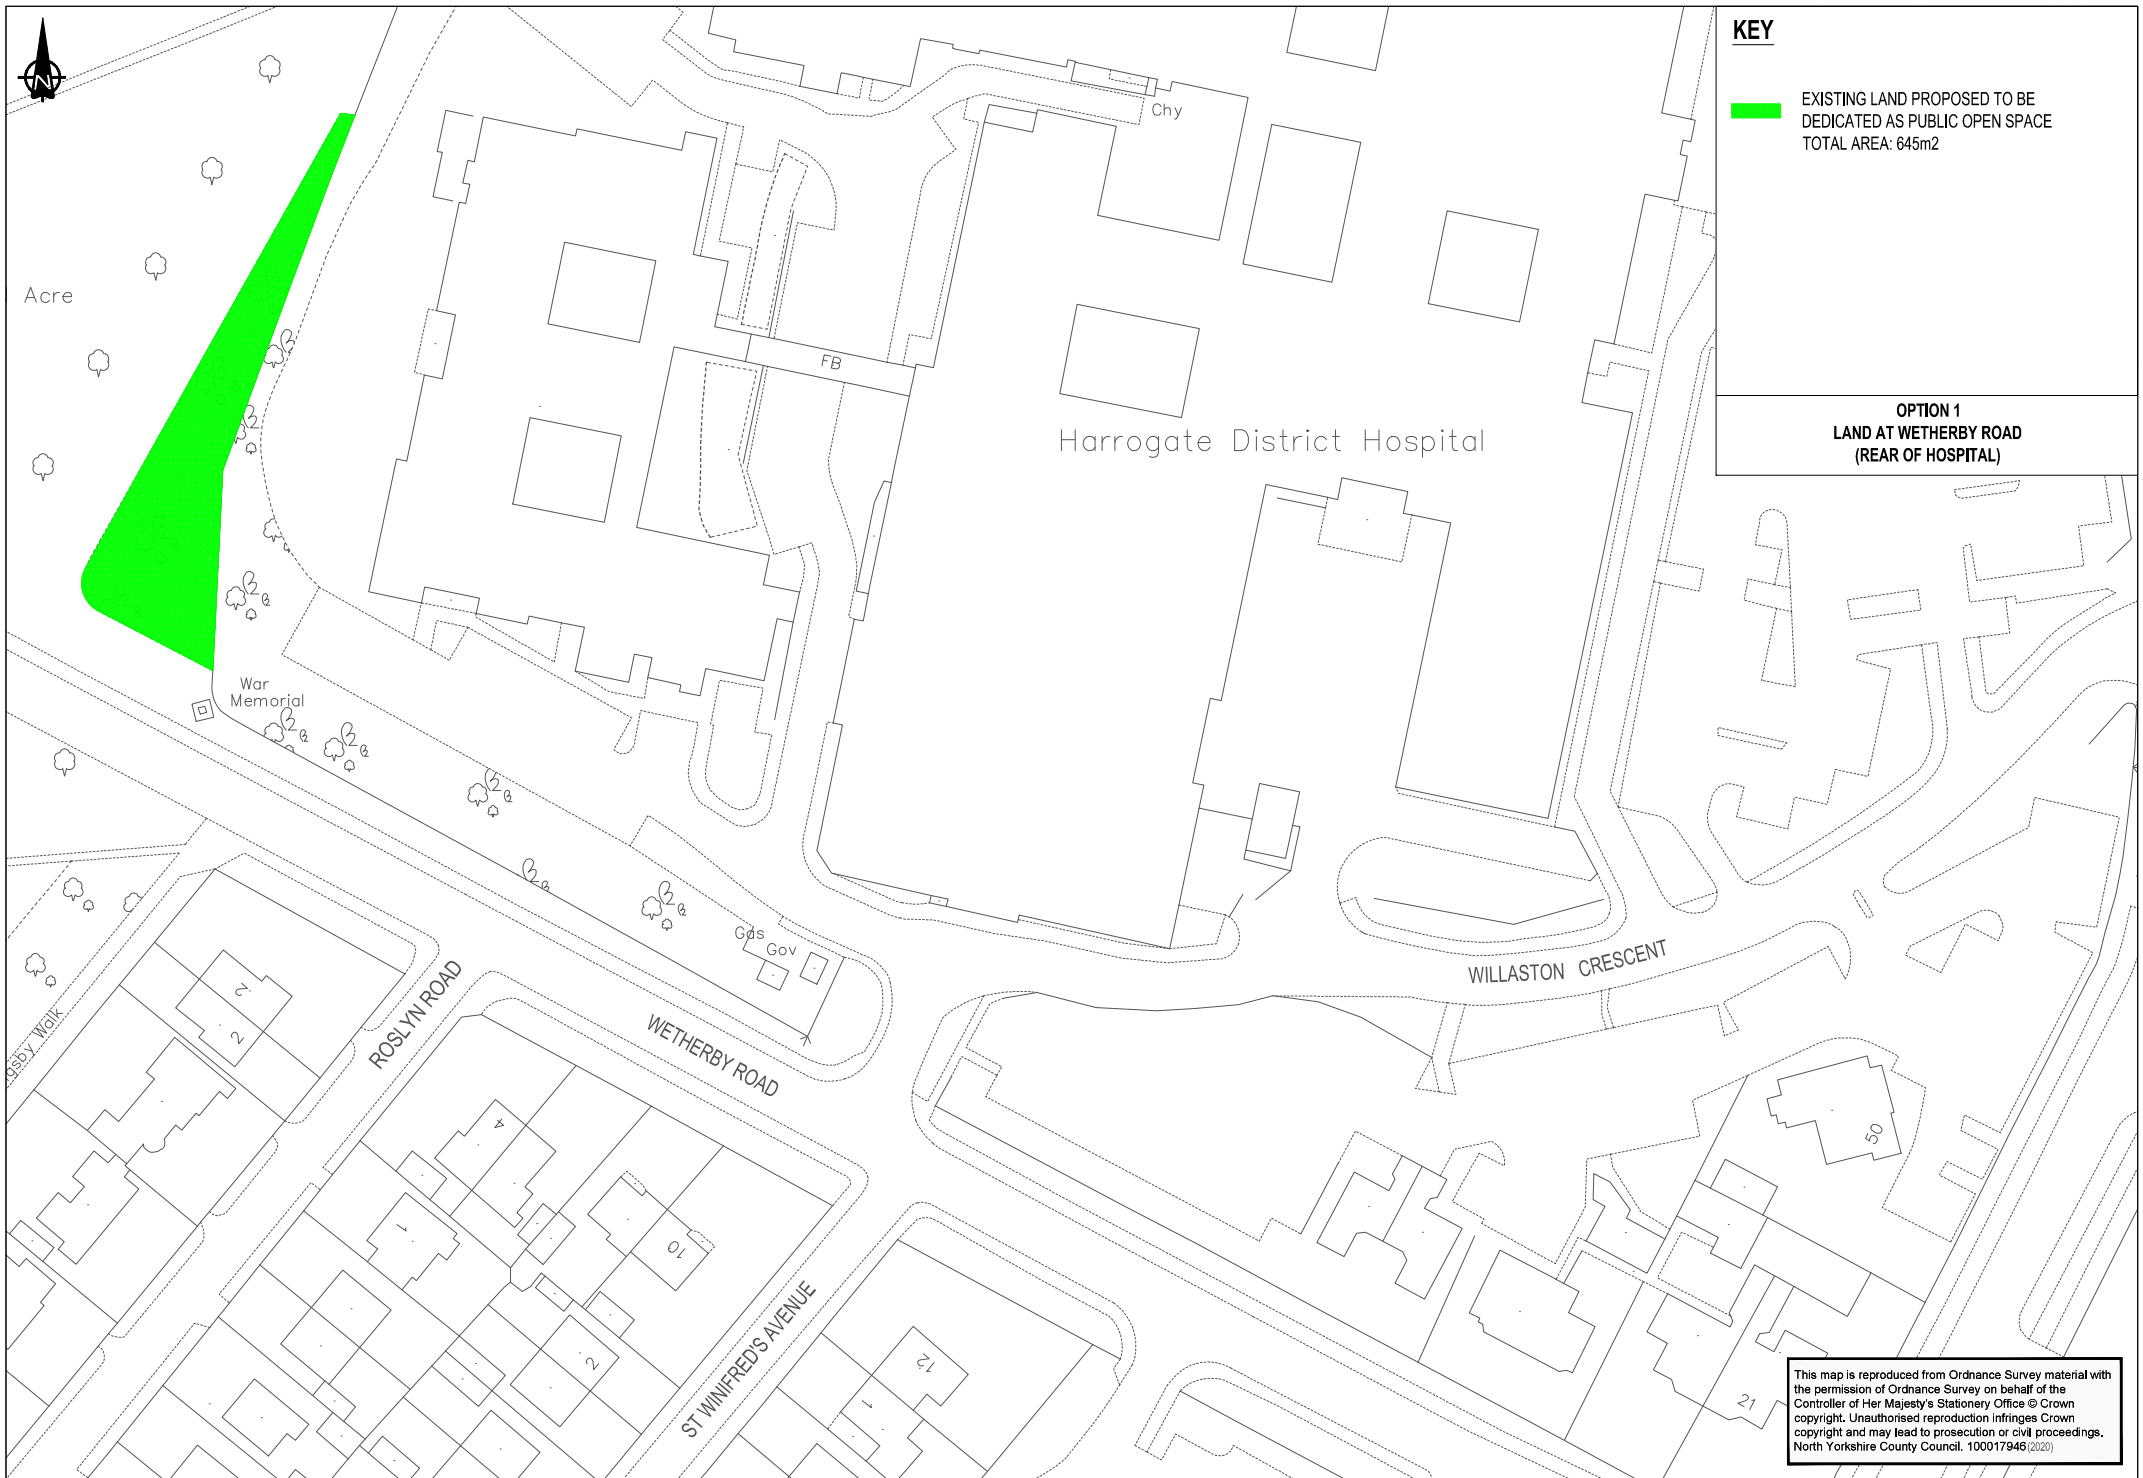 N
KEY
EXISTING LAND PROPOSED TO BE
DEDICATED AS PUBLIC OPEN SPACE
TOTAL AREA: 645m2
OPTION 1
LAND AT WETHERBY ROAD
(REAR OF HOSPITAL)
Chy
Acre
FB
Harrogate District Hospital
War
Memorial
Gas
Gov
WILLASTON CRESCENT
ROSLYN ROAD
WETHERBY ROAD
ST WINIFRED'S AVENUE
gsby Walk
2
2
4
1
10
2
12
1
50
21
This map is reproduced from Ordnance Survey material with
the permission of Ordnance Survey on behalf of the
Controller of Her Majesty's Stationery Office © Crown
copyright. Unauthorised reproduction infringes Crown
copyright and may lead to prosecution or civil proceedings.
North Yorkshire County Council. 100017946 (2020)